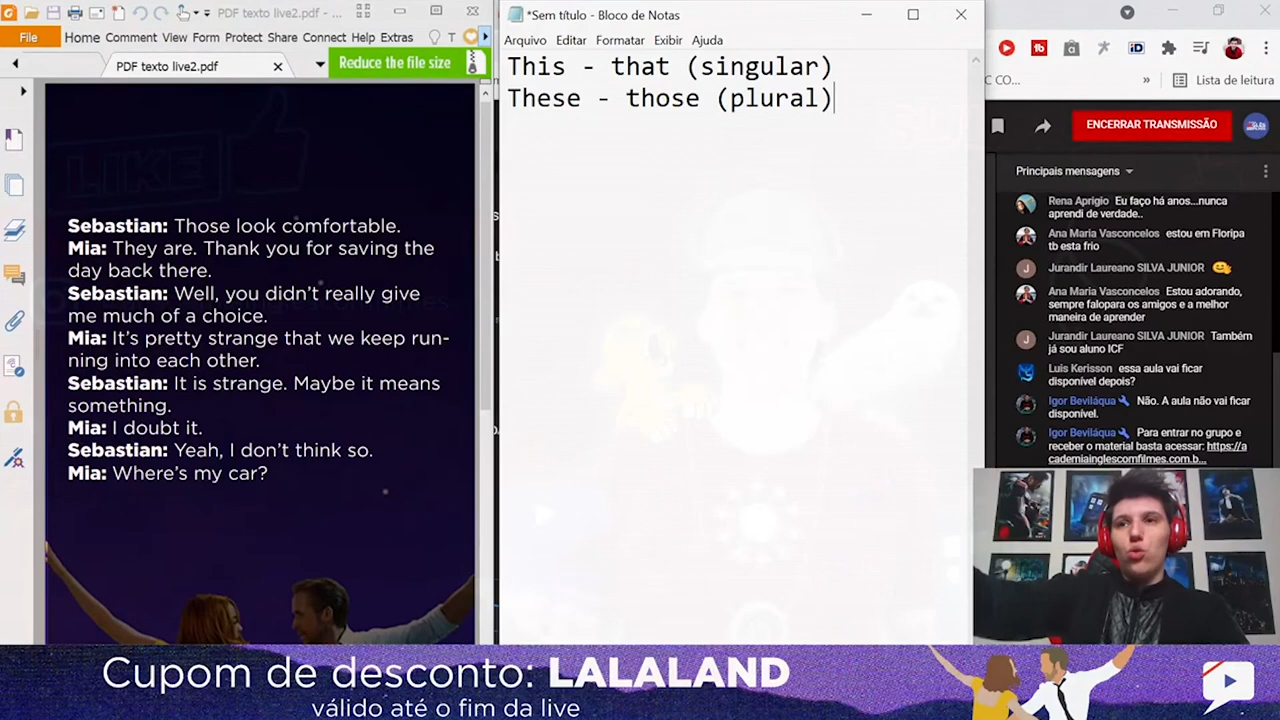 PDF texto live2.pdf - ...
File Home Comment View Form Protect Share Connect Help Extras
PDF texto live2.pdf
Reduce the file size
LIKE
Sebastian: Those look comfortable.
Mia: They are. Thank you for saving the
day back there.
Sebastian: Well, you didn't really give
me much of a choice.
Mia: It's pretty strange that we keep run-
ning into each other.
Sebastian: It is strange. Maybe it means
something.
Mia: I doubt it.
Sebastian: Yeah, I don't think so.
Mia: Where's my car?
*Sem título - Bloco de Notas
Arquivo Editar Formatar Exibir Ajuda
This - that (singular)
These - those (plural)
Lista de leitura
ENCERRAR TRANSMISSÃO
Principais mensagens
Rena Aprigio Eu faço há anos...nunca
aprendi de verdade..
Ana Maria Vasconcelos estou em Floripa
tb esta frio
Jurandir Laureano SILVA JUNIOR
Ana Maria Vasconcelos Estou adorando,
sempre falopara os amigos e a melhor
maneira de aprender
Jurandir Laureano SILVA JUNIOR Também
já sou aluno ICF
Luis Kerisson essa aula vai ficar
disponível depois?
Igor Beviláqua Não. A aula não vai ficar
disponível.
Igor Beviláqua Para entrar no grupo e
receber o material basta acessar: https://a
cademiainglescomfilmes.com.b...
Cupom de desconto: LALALAND
válido até o fim da live